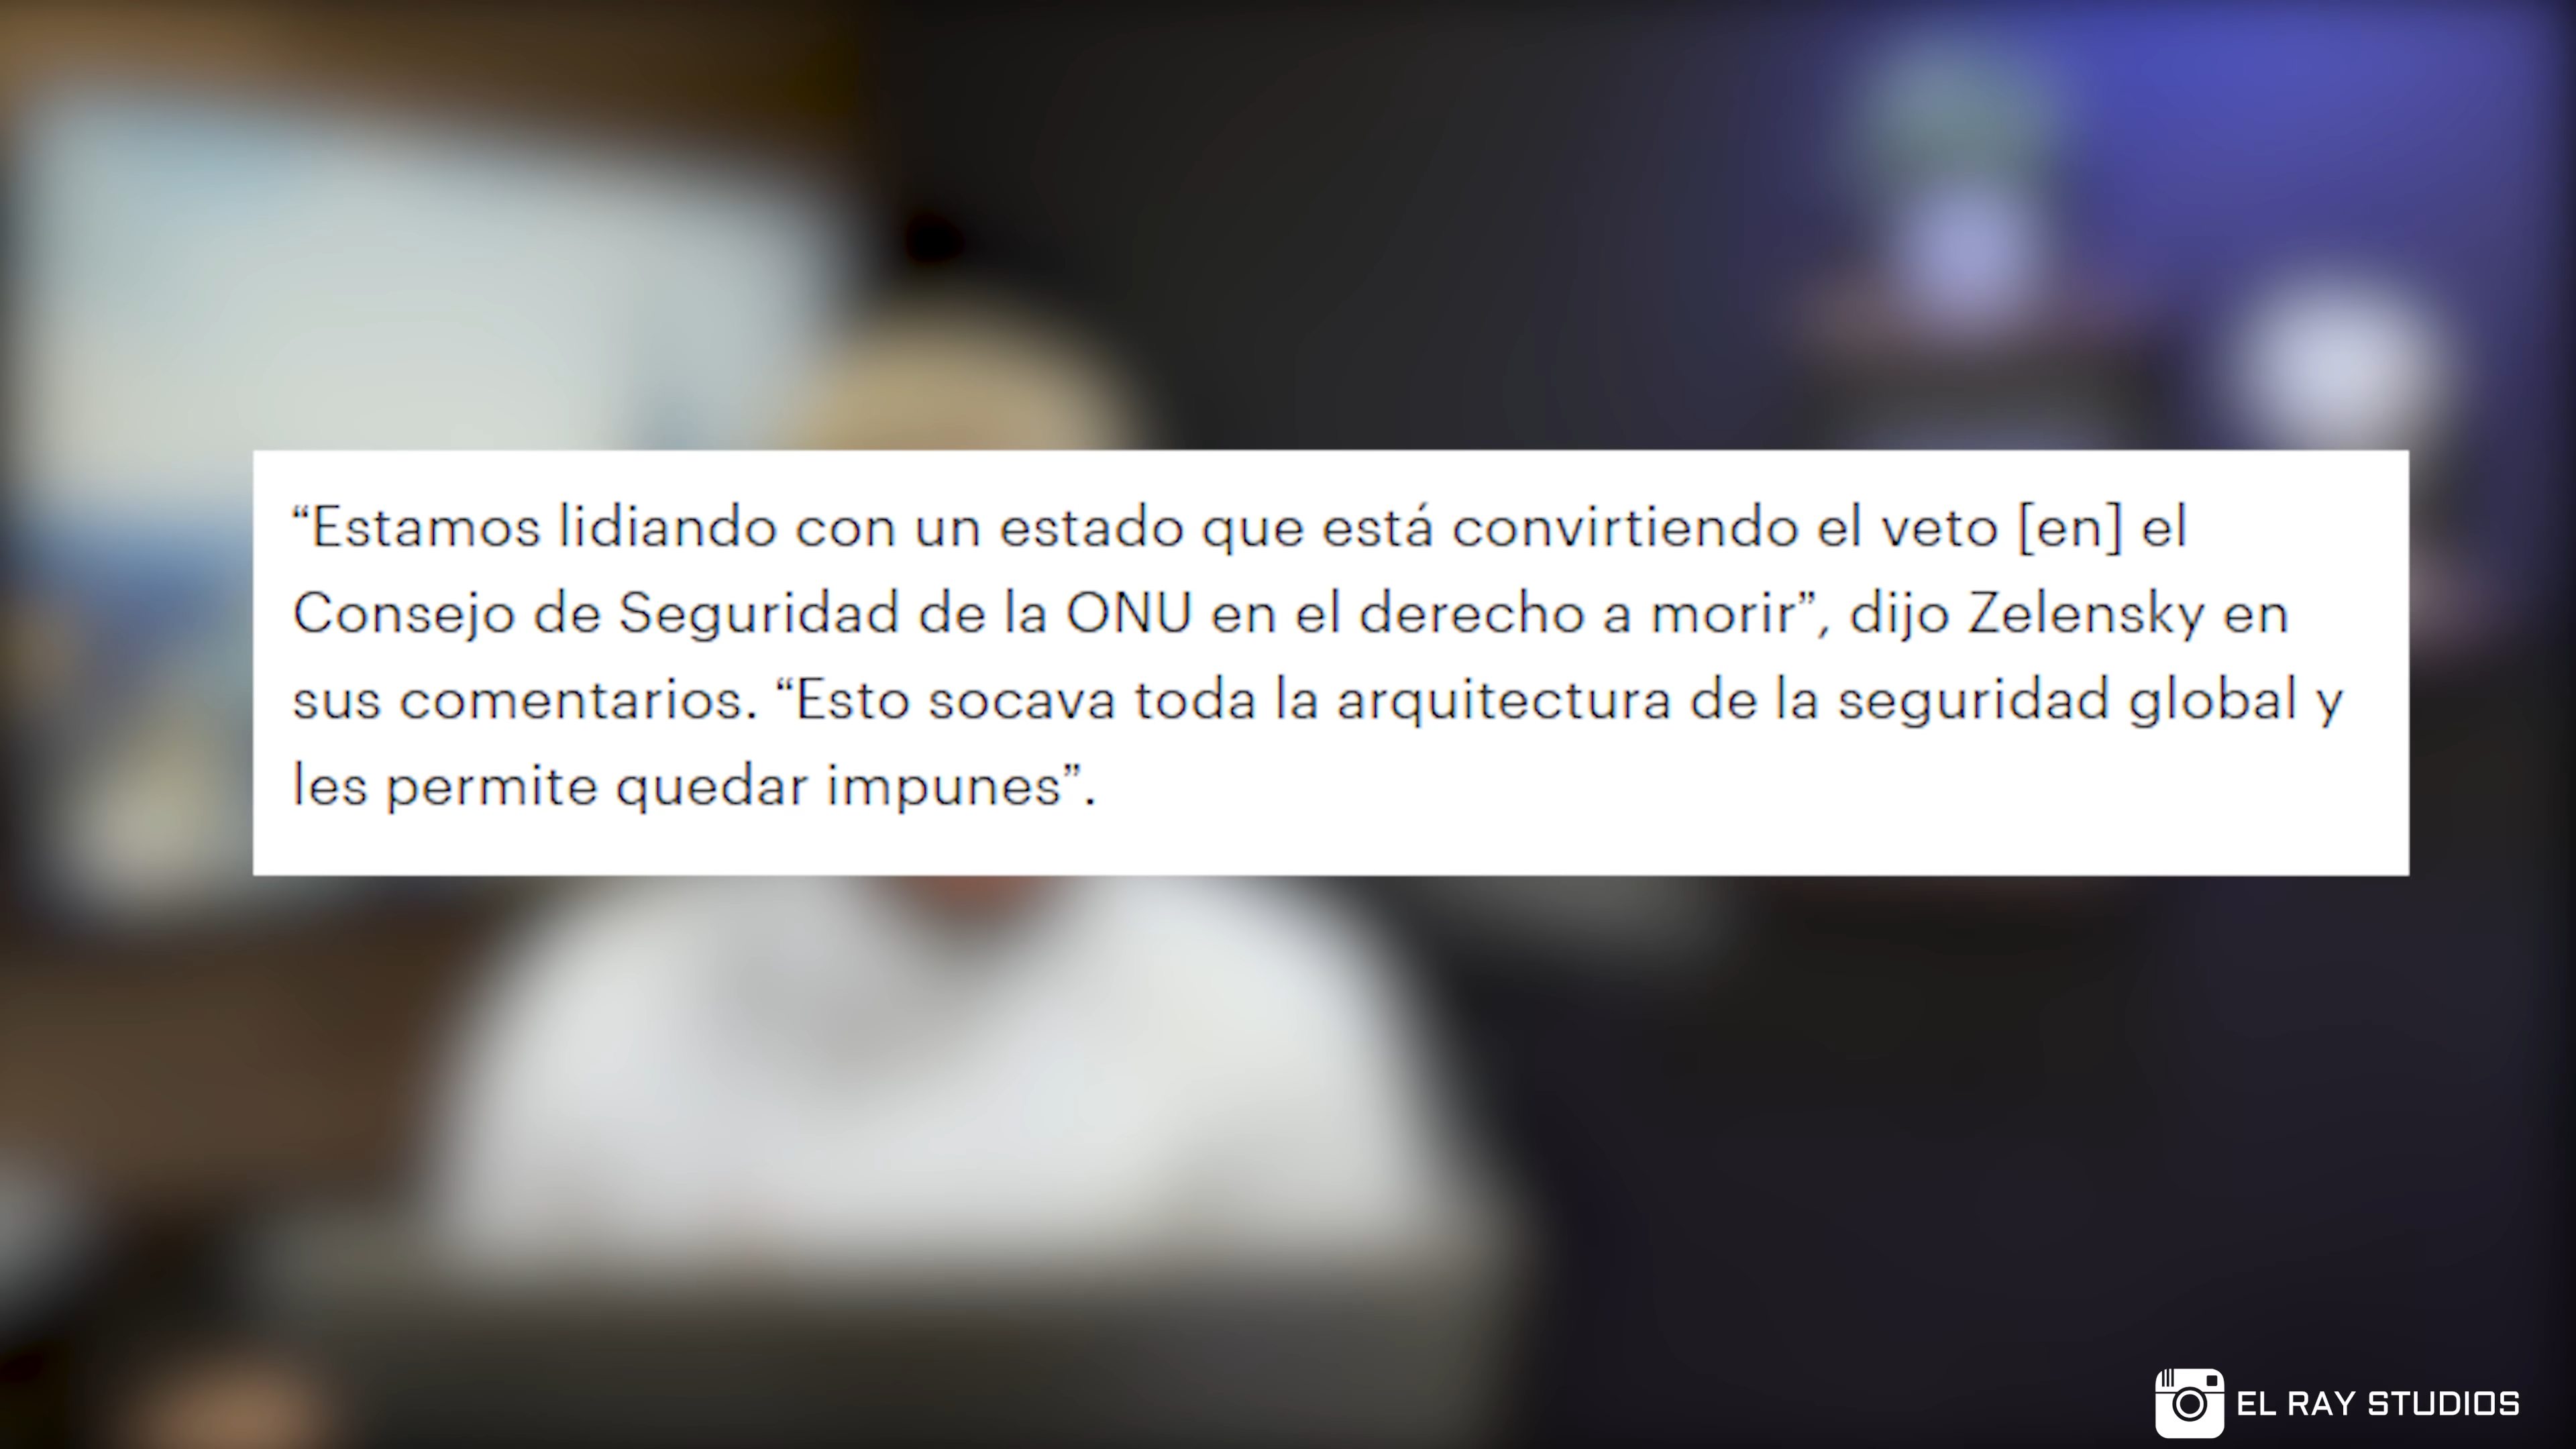 “Estamos lidiando con un estado que está convirtiendo el veto [en] el
Consejo de Seguridad de la ONU en el derecho a morir”, dijo Zelensky en
sus comentarios. “Esto socava toda la arquitectura de la seguridad global y
les permite quedar impunes”.
EL RAY STUDIOS